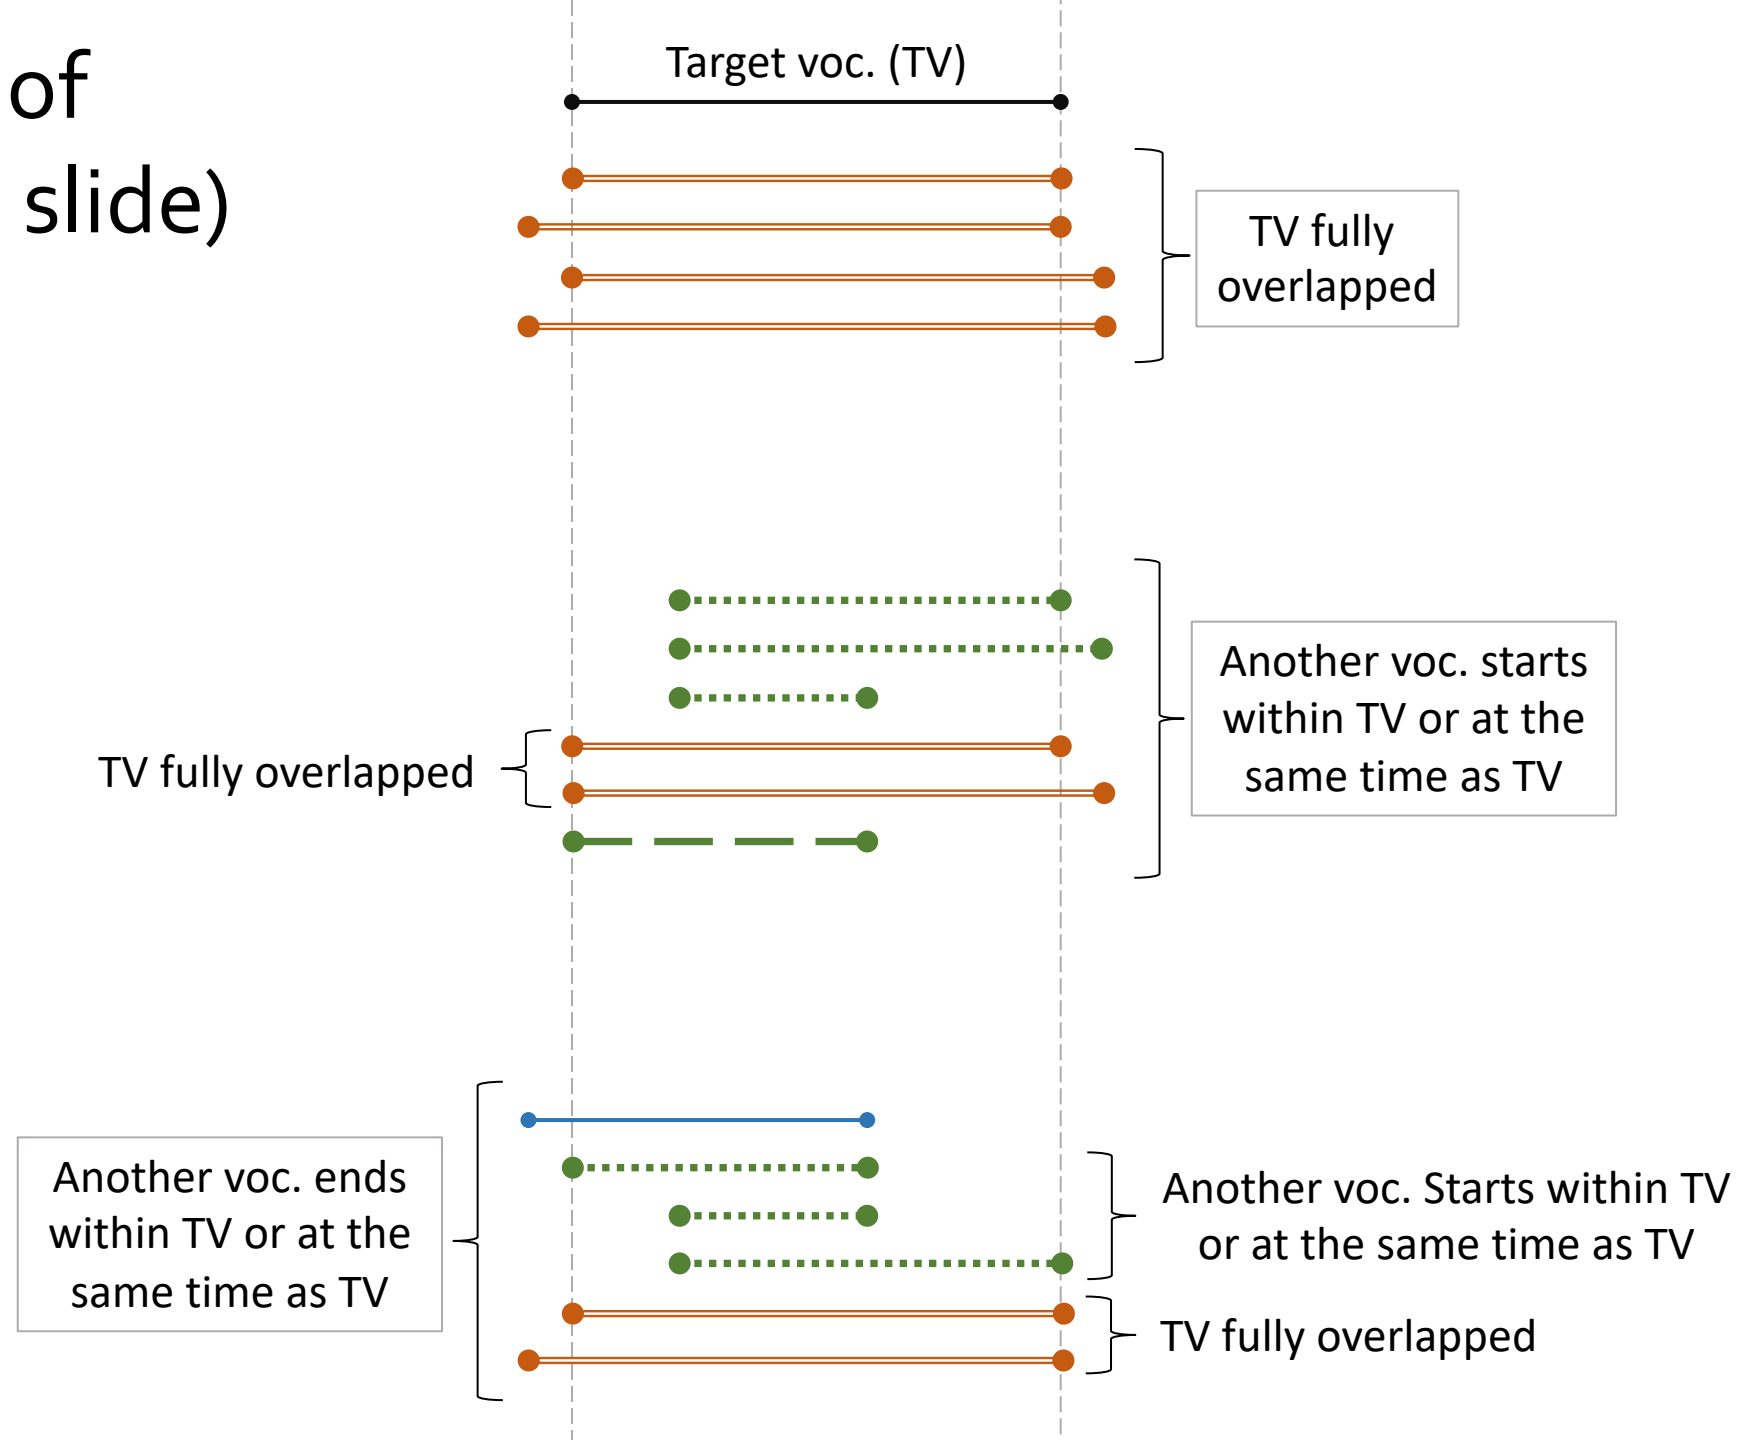 of
slide)
Target voc. (TV)
TV fully
overlapped
Another voc. starts
within TV or at the
same time as TV
TV fully overlapped
Another voc. ends
within TV or at the
same time as TV
Another voc. Starts within TV
or at the same time as TV
TV fully overlapped